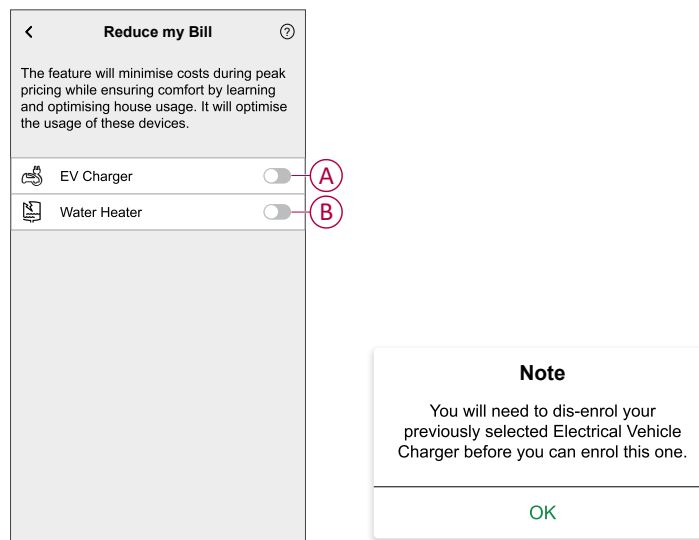 Reduce my Bill
?
The feature will minimise costs during peak
pricing while ensuring comfort by learning
and optimising house usage. It will optimise
the usage of these devices.
EV Charger
A
Water Heater
B
Note
You will need to dis-enrol your
previously selected Electrical Vehicle
Charger before you can enrol this one.
OK